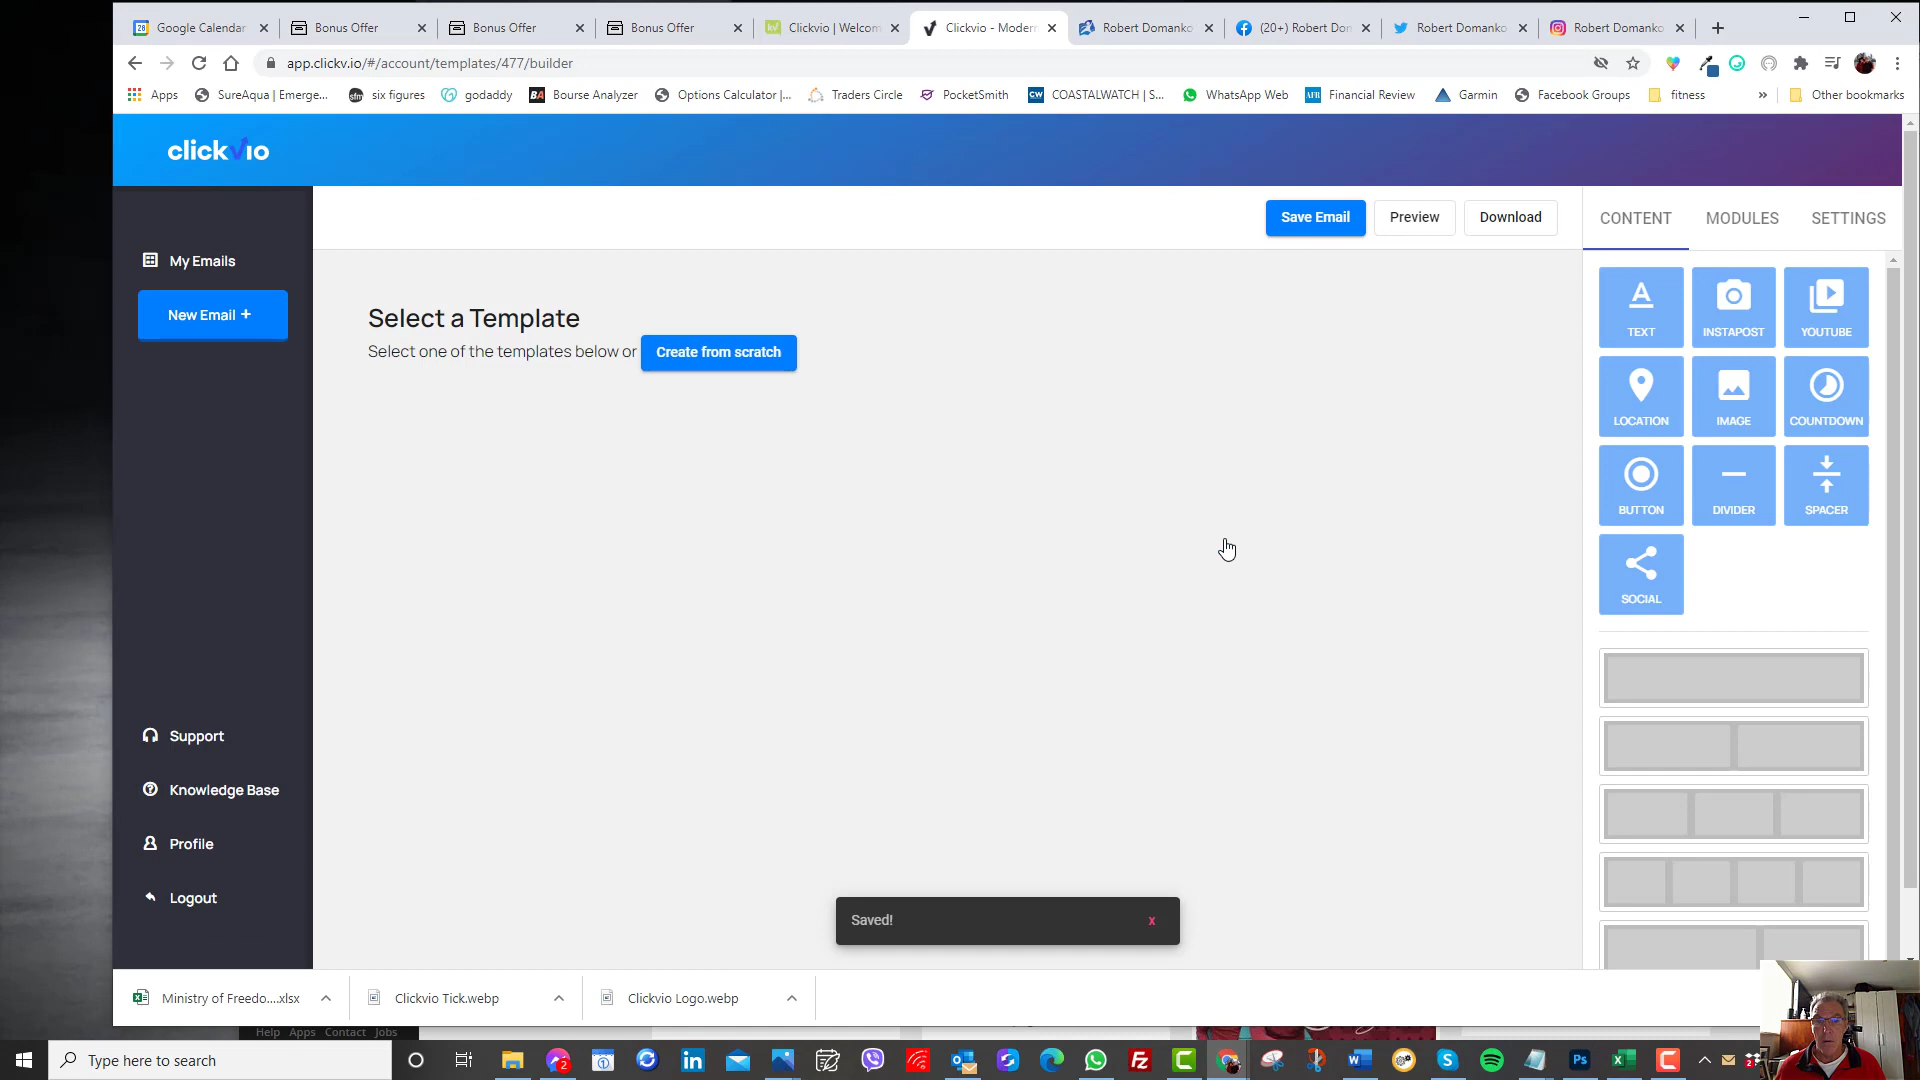 Google Calendar
Bonus Offer
Bonus Offer
Bonus Offer
Clickvio | Welcom
Clickvio - Modern
Robert Domanko
(20+) Robert Dom
Robert Domanko
Robert Domanko
app.clickv.io/#/account/templates/477/builder
Apps
SureAqua | Emerge...
six figures
godaddy
Bourse Analyzer
Options Calculator |...
Traders Circle
PocketSmith
COASTALWATCH | S...
WhatsApp Web
Financial Review
Garmin
Facebook Groups
fitness
»
Other bookmarks
clickvio
Save Email
Preview
Download
CONTENT
MODULES
SETTINGS
My Emails
New Email +
Select a Template
Select one of the templates below or
Create from scratch
TEXT
INSTAPOST
YOUTUBE
LOCATION
IMAGE
COUNTDOWN
BUTTON
DIVIDER
SPACER
SOCIAL
Support
Knowledge Base
Profile
Logout
Saved!
x
Ministry of Freedo....xlsx
Clickvio Tick.webp
Clickvio Logo.webp
Help Apps Contact Jobs
Type here to search